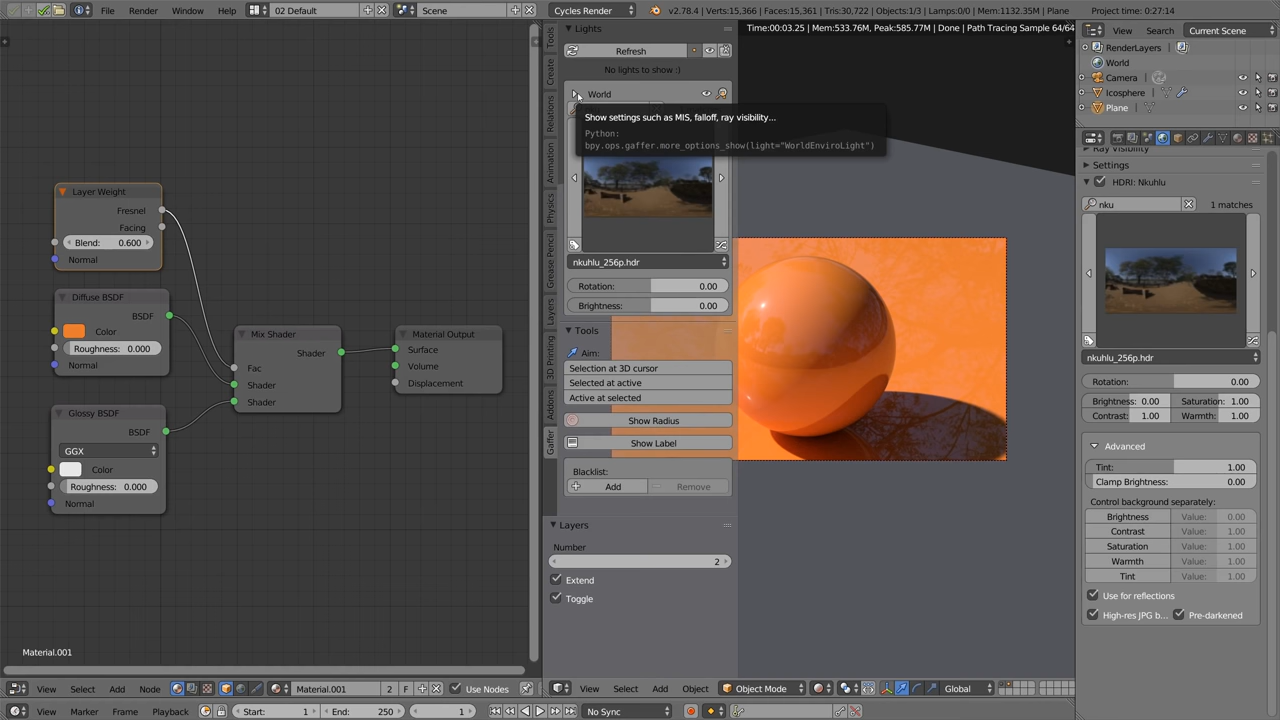 File
Render
Window
Help
02 Default
Scene
Cycles Render
v2.78.4 | Verts:15,366 | Faces:15,361 | Tris:30,722 | Objects:1/3 | Lamps:0/0 | Mem:1132.35M | Plane
Project time: 0:27:14
Layer Weight
Fresnel
Facing
Blend: 0.600
Normal
Diffuse BSDF
BSDF
Color
Roughness: 0.000
Normal
Glossy BSDF
BSDF
GGX
Color
Roughness: 0.000
Normal
Mix Shader
Shader
Fac
Shader
Shader
Material Output
Surface
Volume
Displacement
Material.001
View
Select
Add
Node
Material.001
2
F
Use Nodes
Tools
Create
Relations
Animation
Physics
Grease Pencil
Layers
3D Printing
Addons
Gaffer
Lights
Refresh
No lights to show :)
World
Show settings such as MIS, falloff, ray visibility...
Python:
bpy.ops.gaffer.more_options_show(light="WorldEnviroLight")
nkuhlu_256p.hdr
Rotation: 0.00
Brightness: 0.00
Tools
Aim:
Selection at 3D cursor
Selected at active
Active at selected
Show Radius
Show Label
Blacklist:
Add
Remove
Layers
Number
2
Extend
Toggle
Time:00:03.25 | Mem:533.76M, Peak:585.77M | Done | Path Tracing Sample 64/64
View
Select
Add
Object
Object Mode
Global
View
Search
Current Scene
RenderLayers
World
Camera
Icosphere
Plane
Ray Visibility
Settings
HDRI: Nkuhlu
nku
1 matches
nkuhlu_256p.hdr
Rotation: 0.00
Brightness: 0.00
Saturation: 1.00
Contrast: 1.00
Warmth: 1.00
Advanced
Tint: 1.00
Clamp Brightness: 0.00
Control background separately:
Brightness Value: 0.00
Contrast Value: 1.00
Saturation Value: 1.00
Warmth Value: 1.00
Tint Value: 1.00
Use for reflections
High-res JPG b...
Pre-darkened
View
Marker
Frame
Playback
Start: 1
End: 250
1
No Sync